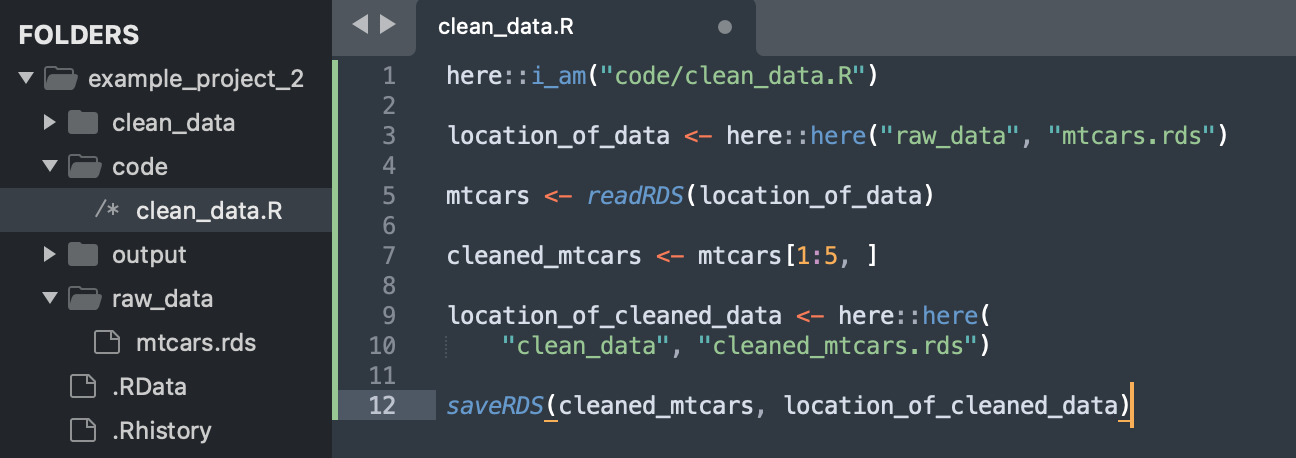 FOLDERS
example_project_2
clean_data
code
/* clean_data.R
output
raw_data
mtcars.rds
.RData
.Rhistory
clean_data.R
1 here::i_am("code/clean_data.R")
2
3 location_of_data <- here::here("raw_data", "mtcars.rds")
4
5 mtcars <- readRDS(location_of_data)
6
7 cleaned_mtcars <- mtcars[1:5, ]
8
9 location_of_cleaned_data <- here::here(
10     "clean_data", "cleaned_mtcars.rds")
11
12 saveRDS(cleaned_mtcars, location_of_cleaned_data)